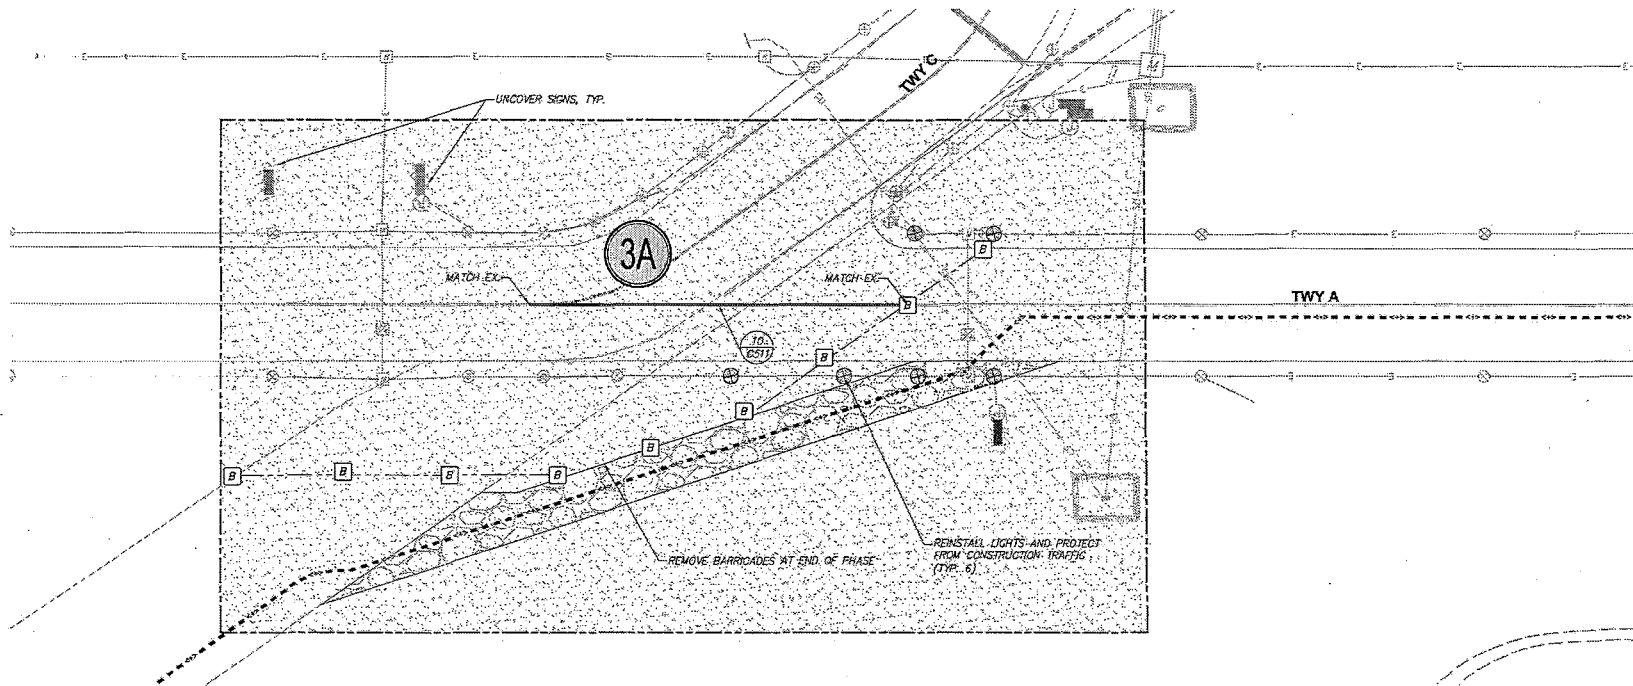 TWY C
UNCOVER SIGNS, TYP.
3A
MATCH EX.
MATCH EX.
B
B
TWY A
10
C511
B
B
B
B
B
B
B
REMOVE BARRICADES AT END OF PHASE
REINSTALL LIGHTS AND PROTECT
FROM CONSTRUCTION TRAFFIC
(TYP. 6)